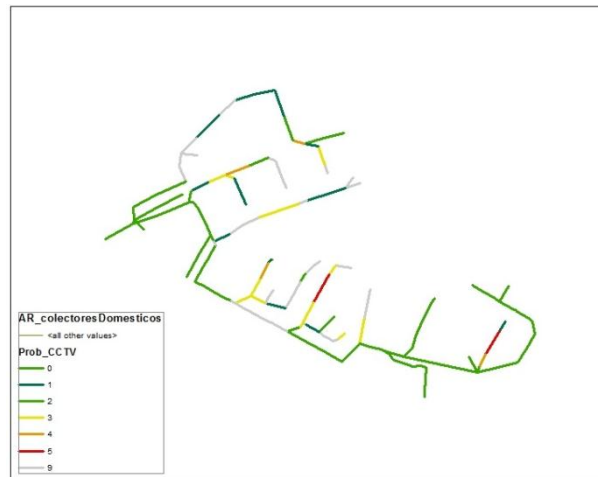 AR_colectoresDomesticos
<all other values>
Prob_CCTV
0
1
2
3
4
5
9